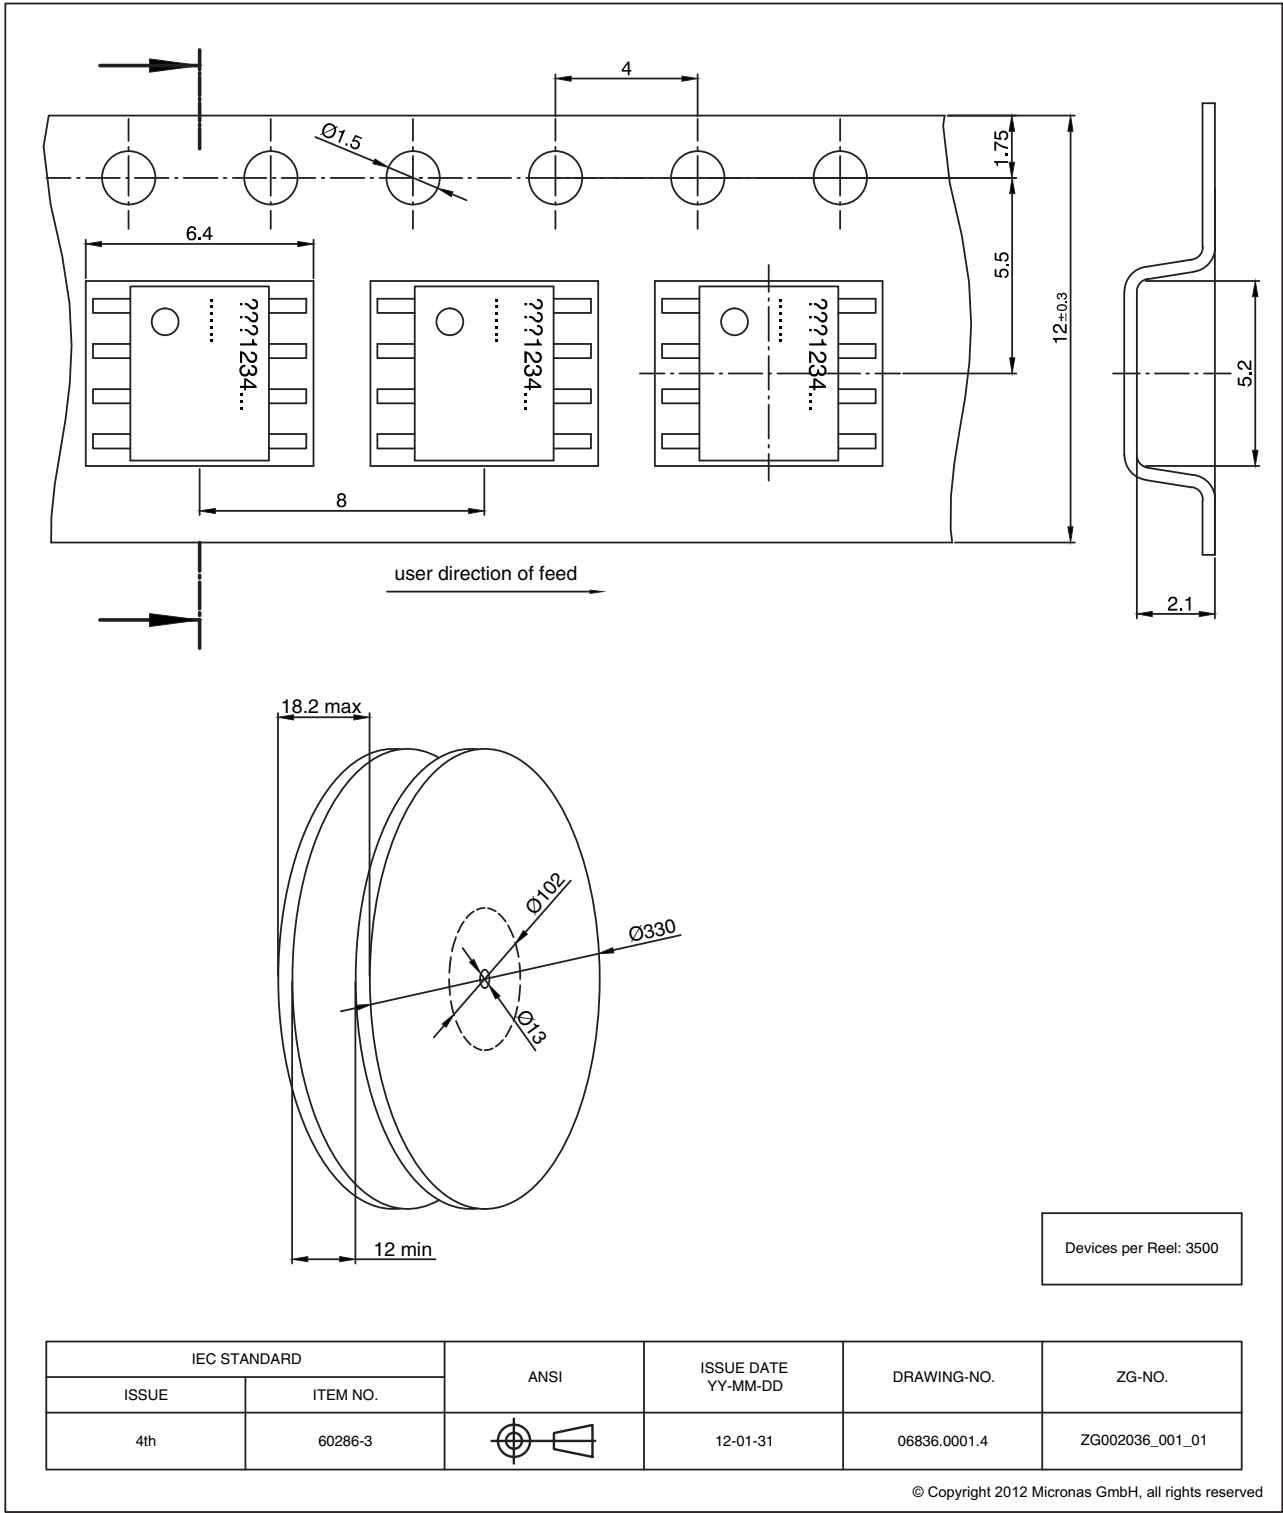 4
Ø1.5
1.75
6.4
5.5
12±0.3
???1234...
......
???1234...
......
???1234...
......
5.2
8
user direction of feed
2.1
18.2 max
Ø102
Ø330
Ø13
12 min
Devices per Reel: 3500
IEC STANDARD
ANSI
ISSUE DATE
YY-MM-DD
DRAWING-NO.
ZG-NO.
ISSUE
ITEM NO.
4th
60286-3
12-01-31
06836.0001.4
ZG002036_001_01
© Copyright 2012 Micronas GmbH, all rights reserved